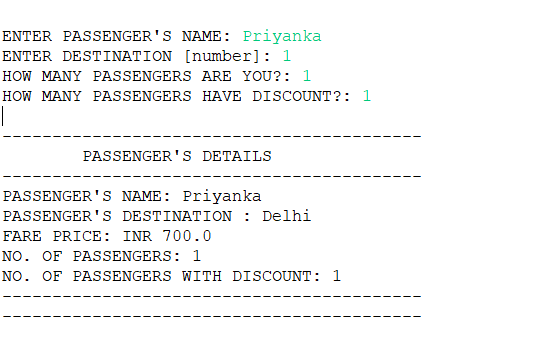 ENTER PASSENGER'S NAME: Priyanka
ENTER DESTINATION [number]: 1
HOW MANY PASSENGERS ARE YOU?: 1
HOW MANY PASSENGERS HAVE DISCOUNT?: 1
------------------------------------------
PASSENGER'S DETAILS
------------------------------------------
PASSENGER'S NAME: Priyanka
PASSENGER'S DESTINATION : Delhi
FARE PRICE: INR 700.0
NO. OF PASSENGERS: 1
NO. OF PASSENGERS WITH DISCOUNT: 1
------------------------------------------
------------------------------------------